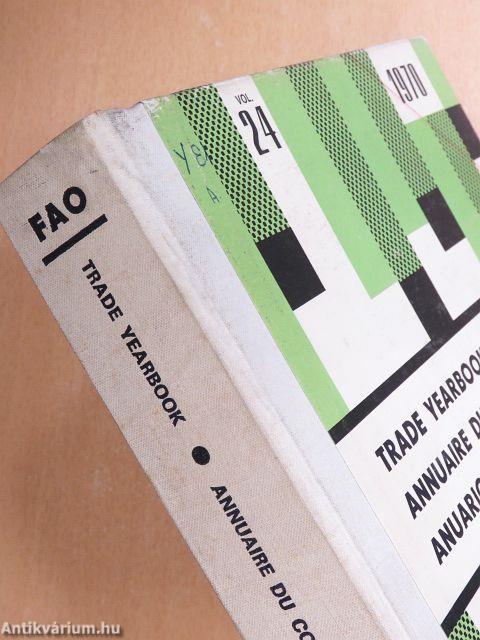 FAO
TRADE YEARBOOK • ANNUAIRE DU CO
VOL.
24
1970
A
TRADE YEARBOOK
ANNUAIRE DU
ANUARIO
Antikvárium.hu